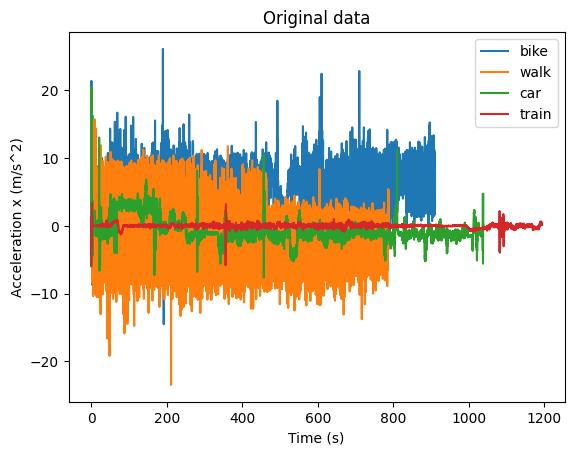 Original data
bike
walk
car
train
Acceleration x (m/s^2)
20
10
0
−10
−20
0
200
400
600
800
1000
1200
Time (s)